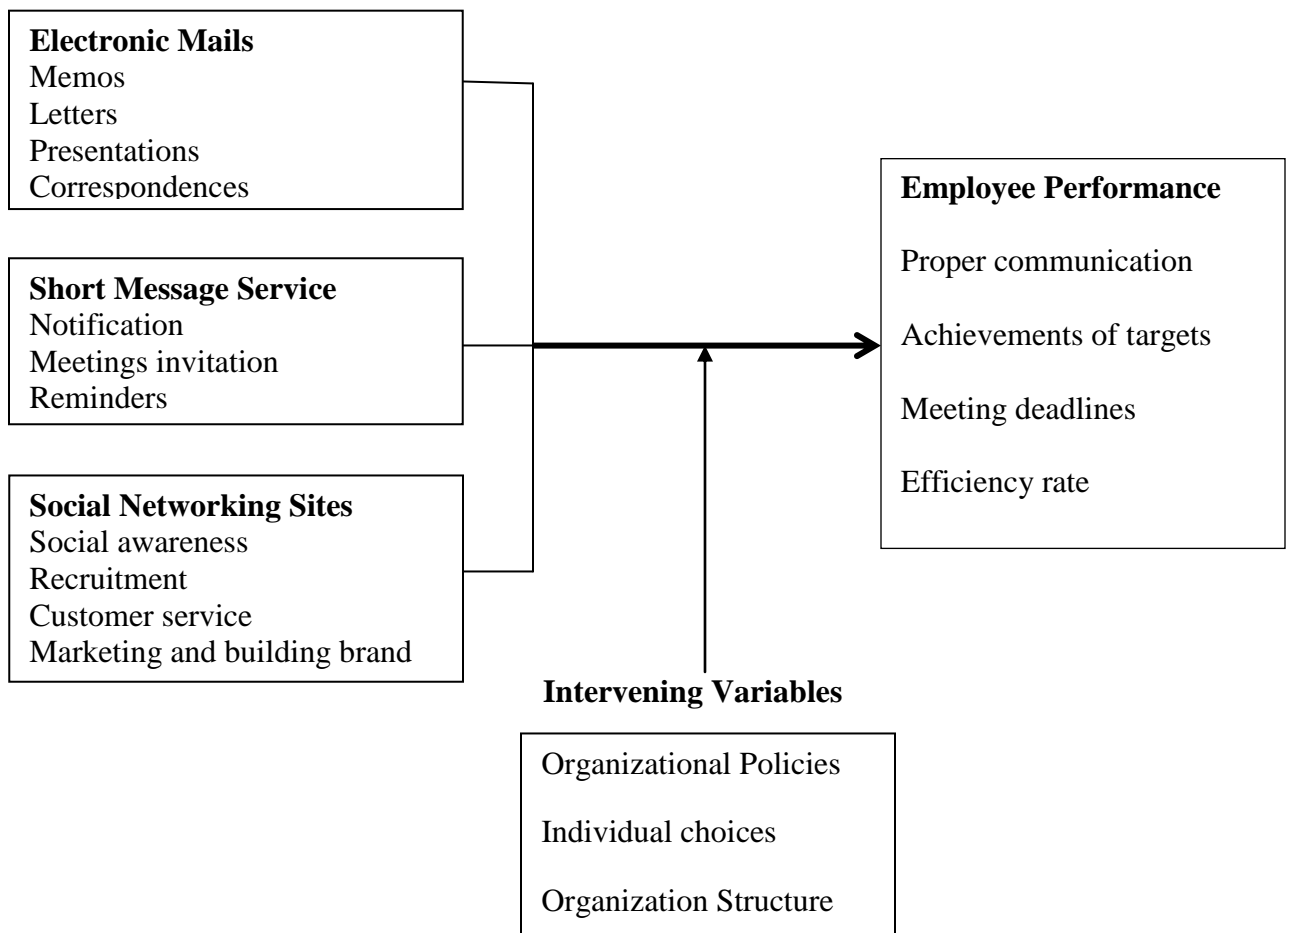 Electronic Mails
Memos
Letters
Presentations
Correspondences
Short Message Service
Notification
Meetings invitation
Reminders
Social Networking Sites
Social awareness
Recruitment
Customer service
Marketing and building brand
Employee Performance
Proper communication
Achievements of targets
Meeting deadlines
Efficiency rate
Intervening Variables
Organizational Policies
Individual choices
Organization Structure